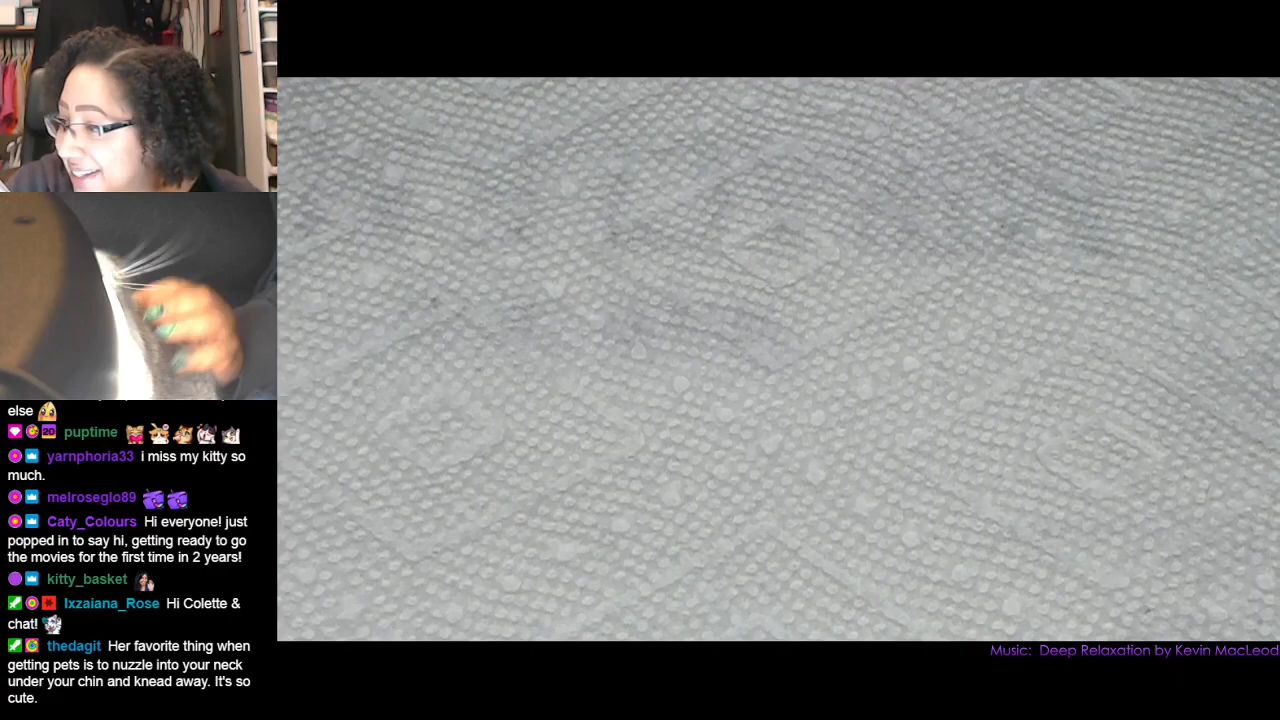 else
20 puptime
yarnphoria33 i miss my kitty so
much.
melroseglo89
Caty_Colours Hi everyone! just
popped in to say hi, getting ready to go
the movies for the first time in 2 years!
kitty_basket
Ixzaiana_Rose Hi Colette &
chat!
thedagit Her favorite thing when
getting pets is to nuzzle into your neck
under your chin and knead away. It's so
cute.
Music: Deep Relaxation by Kevin MacLeod